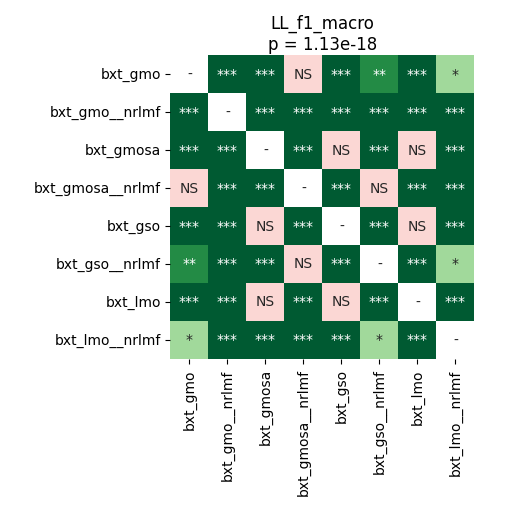 LL_f1_macro
p = 1.13e-18
bxt_gmo - *** *** NS *** ** *** *
bxt_gmo__nrlmf *** - *** *** *** *** *** ***
bxt_gmosa *** *** - *** NS *** NS ***
bxt_gmosa__nrlmf NS *** *** - *** NS *** ***
bxt_gso *** *** NS *** - *** NS ***
bxt_gso__nrlmf ** *** *** NS *** - *** *
bxt_lmo *** *** NS *** NS *** - ***
bxt_lmo__nrlmf * *** *** *** *** * *** -
bxt_gmo
bxt_gmo__nrlmf
bxt_gmosa
bxt_gmosa__nrlmf
bxt_gso
bxt_gso__nrlmf
bxt_lmo
bxt_lmo__nrlmf